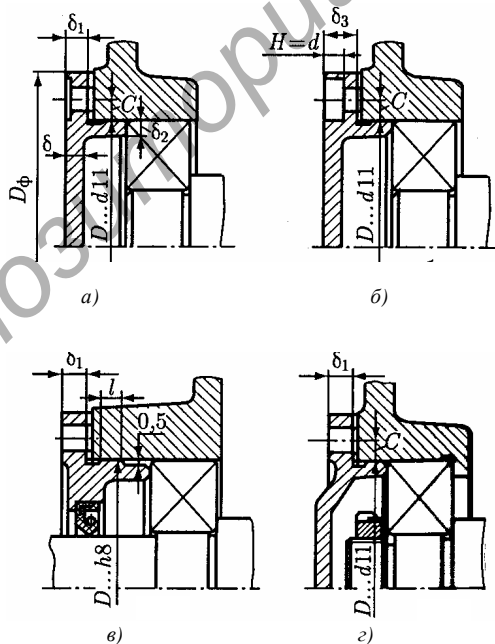 δ₁
C
δ₂
δ
Dф
D...d11
а)
δ₃
H=d
C
D...d11
б)
δ₁
l
0,5
D...h8
в)
δ₁
C
D...d11
г)